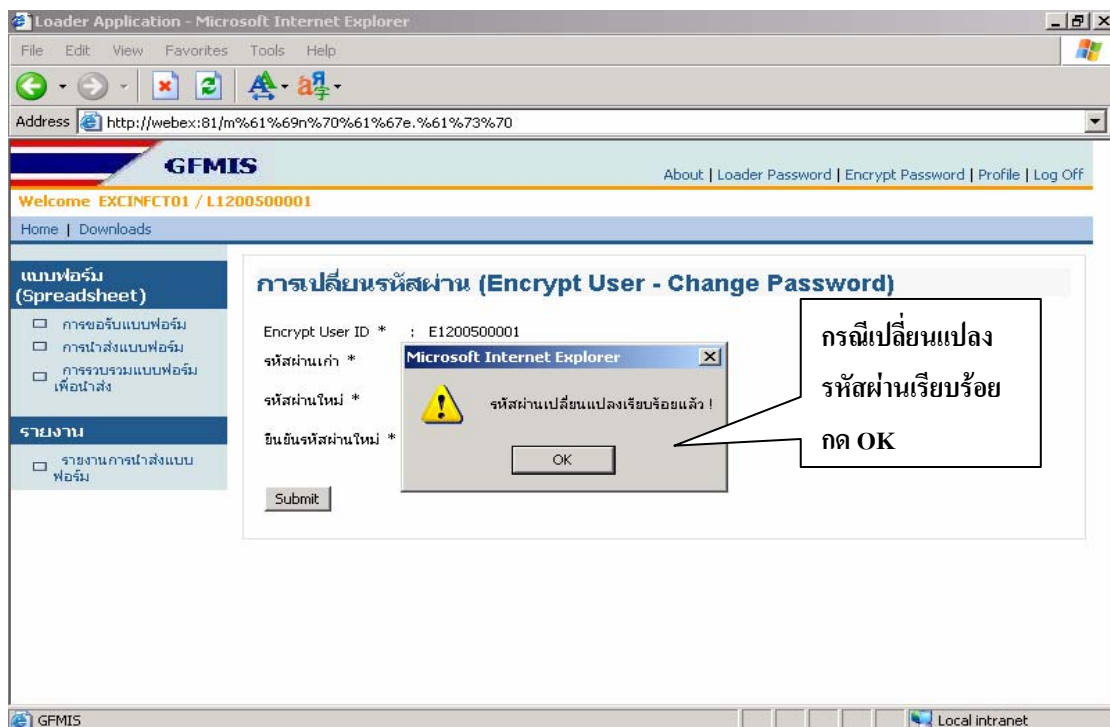 Loader Application - Microsoft Internet Explorer
File Edit View Favorites Tools Help
Address http://webex:81/m%61%69n%70%61%67e.%61%73%70
GFMIS
About | Loader Password | Encrypt Password | Profile | Log Off
Welcome EXCINFCT01 / L1200500001
Home | Downloads
แบบฟอร์ม
(Spreadsheet)
การขอรับแบบฟอร์ม
การนำส่งแบบฟอร์ม
การรวบรวมแบบฟอร์ม
เพื่อนำส่ง
รายงาน
รายงานการนำส่งแบบ
ฟอร์ม
การเปลี่ยนรหัสผ่าน (Encrypt User - Change Password)
Encrypt User ID * : E1200500001
รหัสผ่านเก่า *
รหัสผ่านใหม่ *
ยืนยันรหัสผ่านใหม่ *
Submit
Microsoft Internet Explorer
รหัสผ่านเปลี่ยนแปลงเรียบร้อยแล้ว !
OK
กรณีเปลี่ยนแปลง
รหัสผ่านเรียบร้อย
กด OK
GFMIS
Local intranet